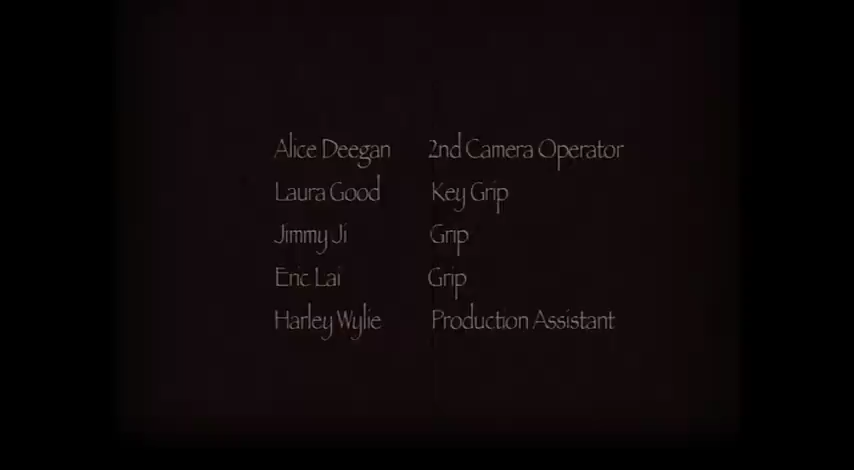 Alice Deegan 2nd Camera Operator
Laura Good Key Grip
Jimmy Ji Grip
Eric Lai Grip
Harley Wylie Production Assistant